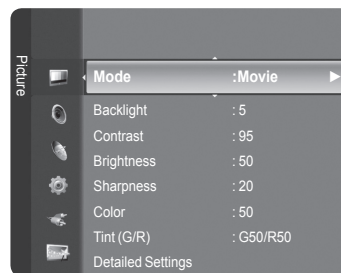 Picture
Mode :Movie
Backlight : 5
Contrast : 95
Brightness : 50
Sharpness : 20
Color : 50
Tint (G/R) : G50/R50
Detailed Settings